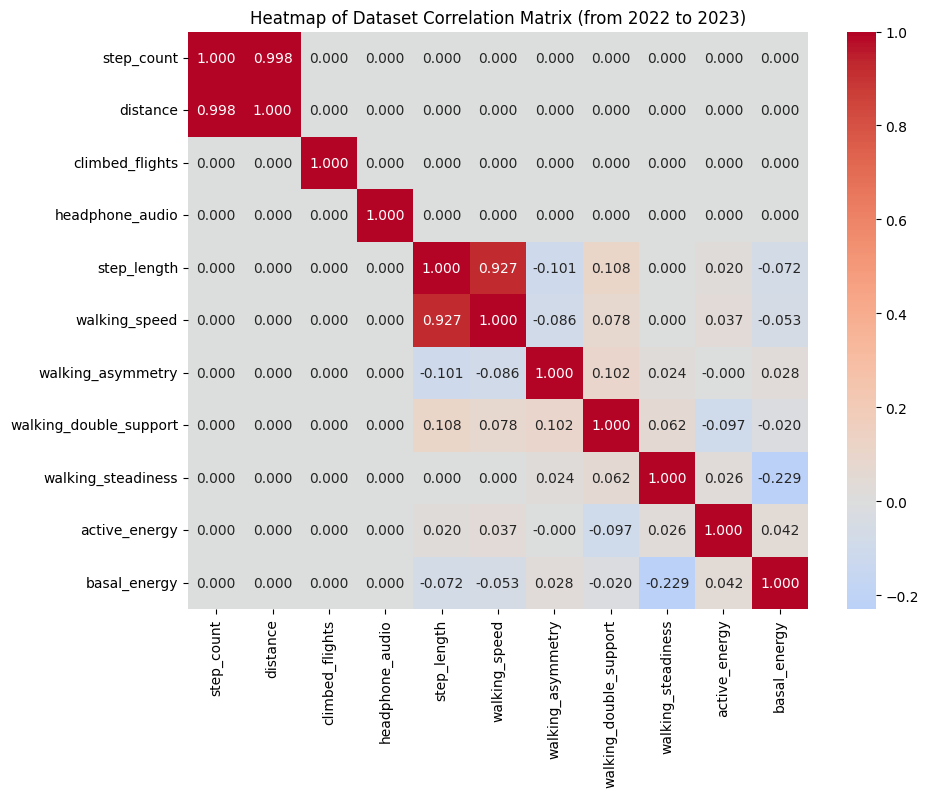 Heatmap of Dataset Correlation Matrix (from 2022 to 2023)
step_count 1.000 0.998 0.000 0.000 0.000 0.000 0.000 0.000 0.000 0.000 0.000
distance 0.998 1.000 0.000 0.000 0.000 0.000 0.000 0.000 0.000 0.000 0.000
climbed_flights 0.000 0.000 1.000 0.000 0.000 0.000 0.000 0.000 0.000 0.000 0.000
headphone_audio 0.000 0.000 0.000 1.000 0.000 0.000 0.000 0.000 0.000 0.000 0.000
step_length 0.000 0.000 0.000 0.000 1.000 0.927 -0.101 0.108 0.000 0.020 -0.072
walking_speed 0.000 0.000 0.000 0.000 0.927 1.000 -0.086 0.078 0.000 0.037 -0.053
walking_asymmetry 0.000 0.000 0.000 0.000 -0.101 -0.086 1.000 0.102 0.024 -0.000 0.028
walking_double_support 0.000 0.000 0.000 0.000 0.108 0.078 0.102 1.000 0.062 -0.097 -0.020
walking_steadiness 0.000 0.000 0.000 0.000 0.000 0.000 0.024 0.062 1.000 0.026 -0.229
active_energy 0.000 0.000 0.000 0.000 0.020 0.037 -0.000 -0.097 0.026 1.000 0.042
basal_energy 0.000 0.000 0.000 0.000 -0.072 -0.053 0.028 -0.020 -0.229 0.042 1.000
step_count
distance
climbed_flights
headphone_audio
step_length
walking_speed
walking_asymmetry
walking_double_support
walking_steadiness
active_energy
basal_energy
1.0
0.8
0.6
0.4
0.2
0.0
−0.2